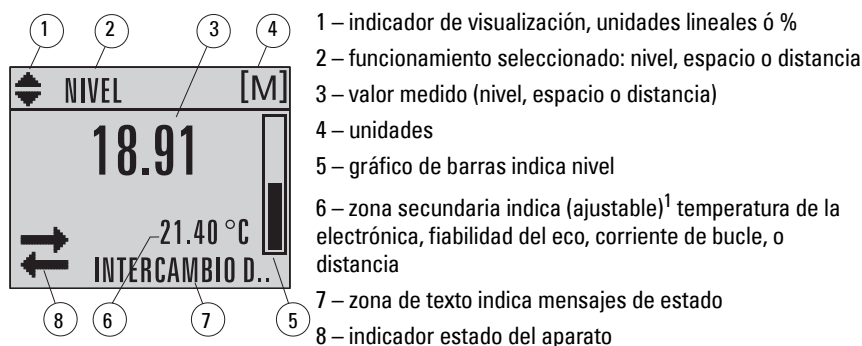 1
2
3
4
NIVEL
[M]
18.91
21.40 °C
INTERCAMBIO D..
8
6
7
5
1 – indicador de visualización, unidades lineales ó %
2 – funcionamiento seleccionado: nivel, espacio o distancia
3 – valor medido (nivel, espacio o distancia)
4 – unidades
5 – gráfico de barras indica nivel
6 – zona secundaria indica (ajustable)1 temperatura de la
electrónica, fiabilidad del eco, corriente de bucle, o
distancia
7 – zona de texto indica mensajes de estado
8 – indicador estado del aparato